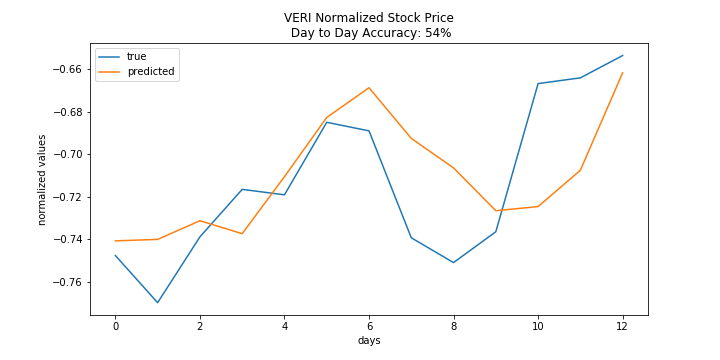 VERI Normalized Stock Price
Day to Day Accuracy: 54%
true
predicted
normalized values
−0.66
−0.68
−0.70
−0.72
−0.74
−0.76
0
2
4
6
8
10
12
days